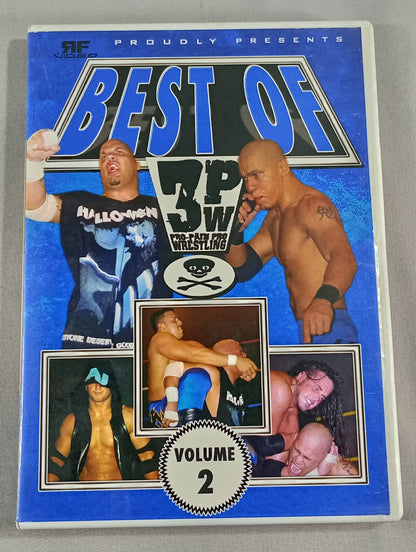 RF
VIDEO
PROUDLY PRESENTS
BEST OF
3PW
PRO-PAIN PRO
WRESTLING
HALLOWEEN
VOLUME
2